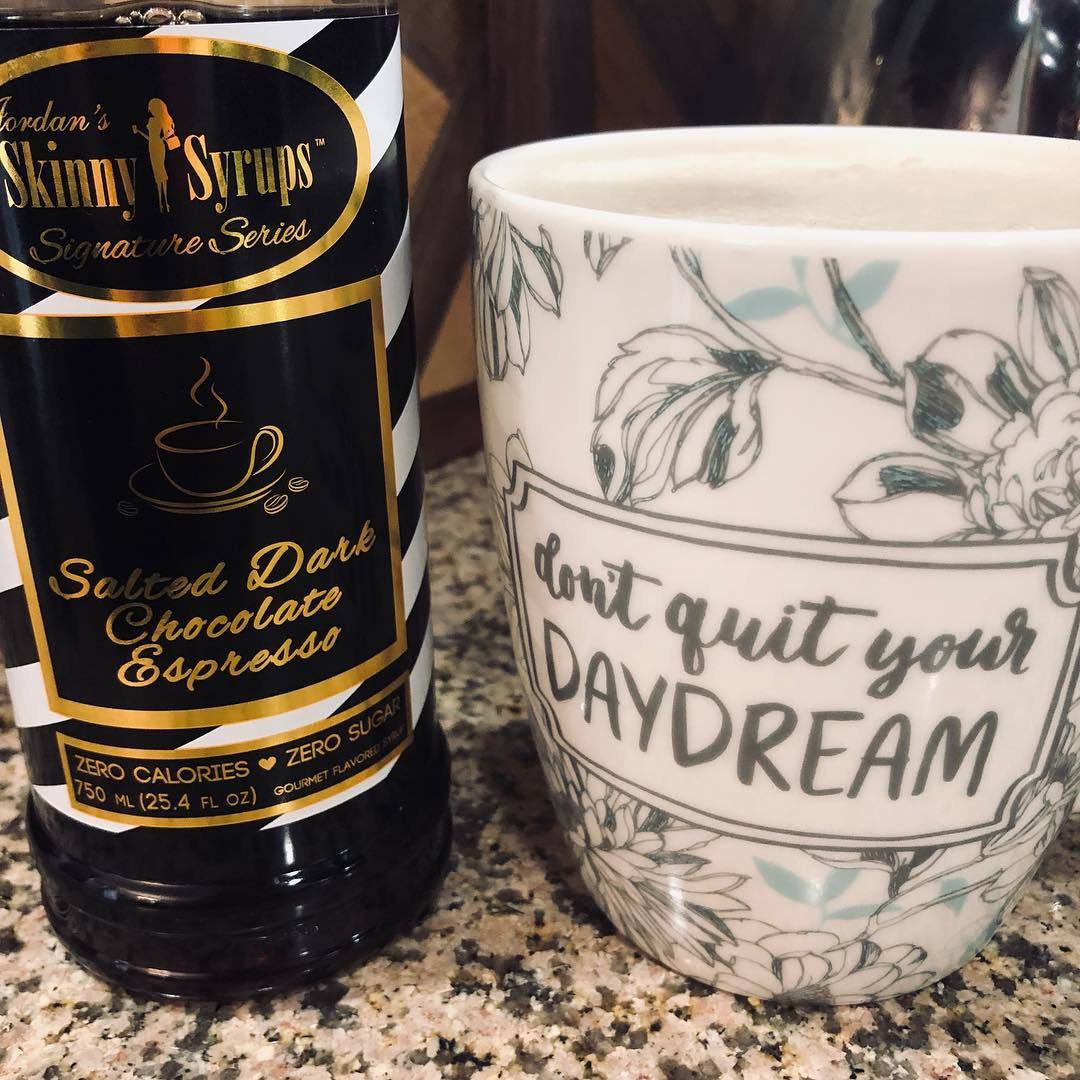 Jordan's
Skinny Syrups™
Signature Series
Salted Dark
Chocolate
Espresso
ZERO CALORIES ♥ ZERO SUGAR
750 ML (25.4 FL OZ) GOURMET FLAVORED SYRUP
don't quit your
DAYDREAM